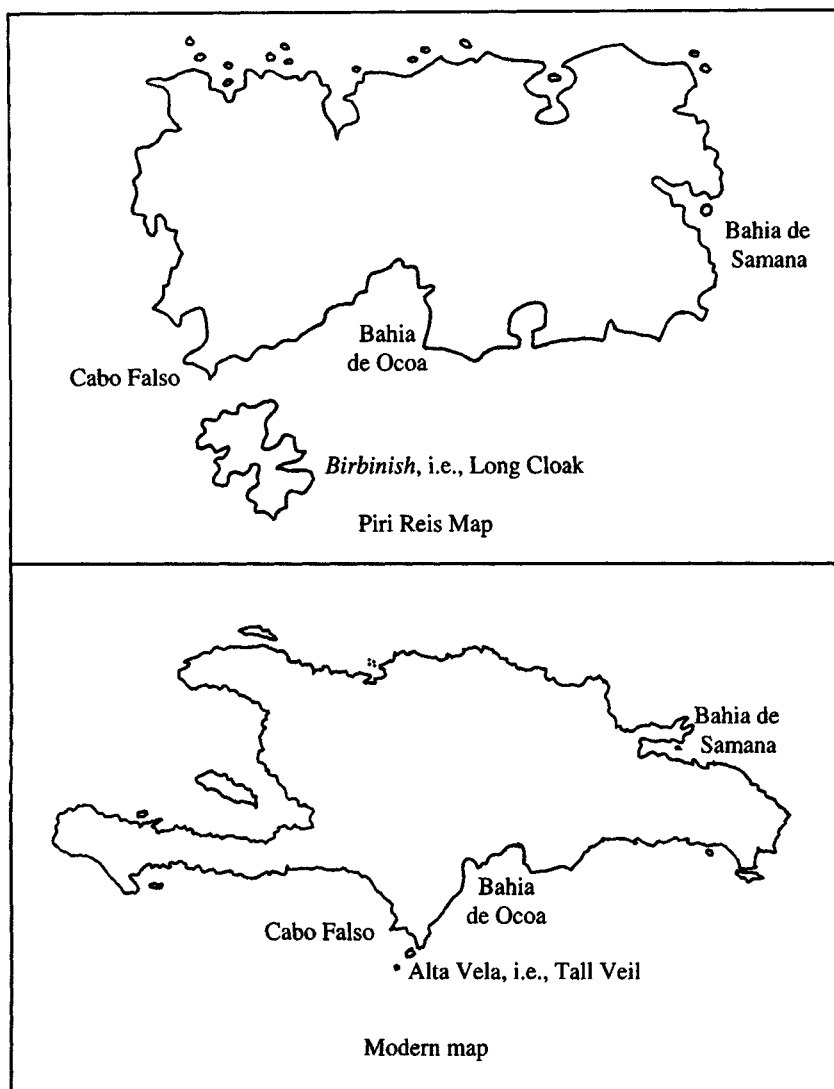 Bahia de
Samana
Bahia
de Ocoa
Cabo Falso
Birbinish, i.e., Long Cloak
Piri Reis Map
Bahia de
Samana
Bahia
de Ocoa
Cabo Falso
Alta Vela, i.e., Tall Veil
Modern map